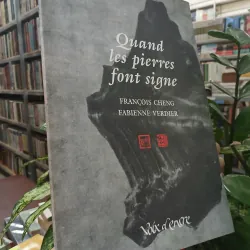 Quand
les pierres
font signe
FRANÇOIS CHENG
FABIENNE VERDIER
Voix d'encre